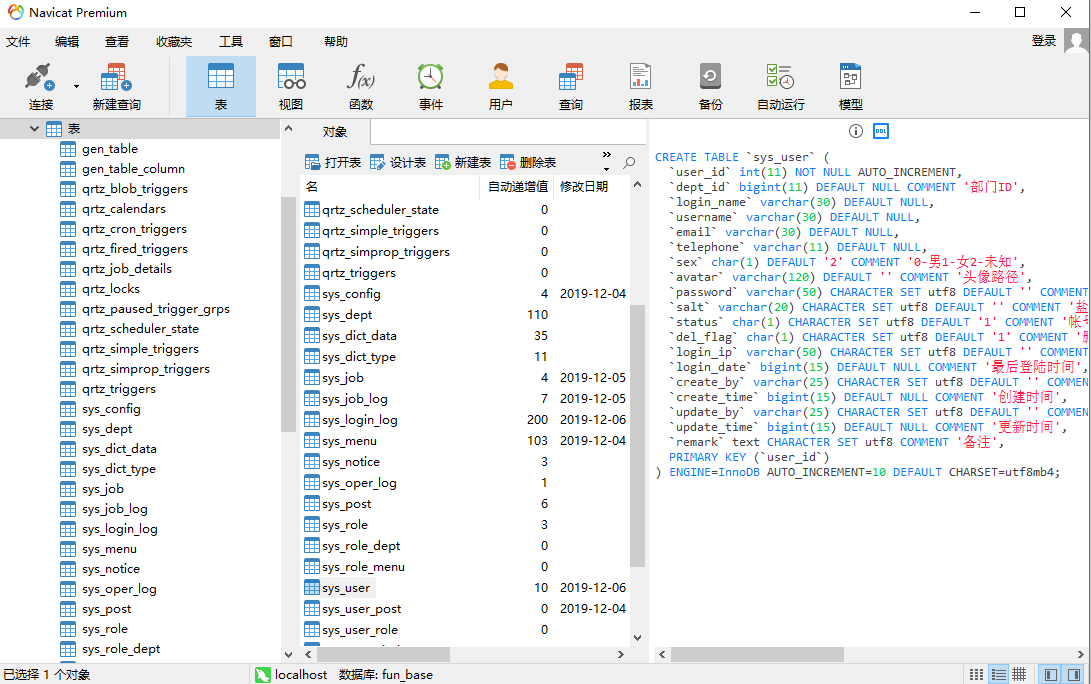 Navicat Premium
文件 编辑 查看 收藏夹 工具 窗口 帮助 登录
连接 新建查询 表 视图 函数 事件 用户 查询 报表 备份 自动运行 模型
表
gen_table
gen_table_column
qrtz_blob_triggers
qrtz_calendars
qrtz_cron_triggers
qrtz_fired_triggers
qrtz_job_details
qrtz_locks
qrtz_paused_trigger_grps
qrtz_scheduler_state
qrtz_simple_triggers
qrtz_simprop_triggers
qrtz_triggers
sys_config
sys_dept
sys_dict_data
sys_dict_type
sys_job
sys_job_log
sys_login_log
sys_menu
sys_notice
sys_oper_log
sys_post
sys_role
sys_role_dept
对象
打开表 设计表 新建表 删除表 »
名 自动递增值 修改日期
qrtz_scheduler_state 0
qrtz_simple_triggers 0
qrtz_simprop_triggers 0
qrtz_triggers 0
sys_config 4 2019-12-04
sys_dept 110
sys_dict_data 35
sys_dict_type 11
sys_job 4 2019-12-05
sys_job_log 7 2019-12-05
sys_login_log 200 2019-12-06
sys_menu 103 2019-12-04
sys_notice 3
sys_oper_log 1
sys_post 6
sys_role 3
sys_role_dept 0
sys_role_menu 0
sys_user 10 2019-12-06
sys_user_post 0 2019-12-04
sys_user_role 0
DDL
CREATE TABLE `sys_user` (
`user_id` int(11) NOT NULL AUTO_INCREMENT,
`dept_id` bigint(11) DEFAULT NULL COMMENT '部门ID',
`login_name` varchar(30) DEFAULT NULL,
`username` varchar(30) DEFAULT NULL,
`email` varchar(30) DEFAULT NULL,
`telephone` varchar(11) DEFAULT NULL,
`sex` char(1) DEFAULT '2' COMMENT '0-男1-女2-未知',
`avatar` varchar(120) DEFAULT '' COMMENT '头像路径',
`password` varchar(50) CHARACTER SET utf8 DEFAULT '' COMMENT
`salt` varchar(20) CHARACTER SET utf8 DEFAULT '' COMMENT '盐
`status` char(1) CHARACTER SET utf8 DEFAULT '1' COMMENT '帐
`del_flag` char(1) CHARACTER SET utf8 DEFAULT '1' COMMENT '
`login_ip` varchar(50) CHARACTER SET utf8 DEFAULT '' COMMENT
`login_date` bigint(15) DEFAULT NULL COMMENT '最后登陆时间',
`create_by` varchar(25) CHARACTER SET utf8 DEFAULT '' COMMEN
`create_time` bigint(15) DEFAULT NULL COMMENT '创建时间',
`update_by` varchar(25) CHARACTER SET utf8 DEFAULT '' COMMEN
`update_time` bigint(15) DEFAULT NULL COMMENT '更新时间',
`remark` text CHARACTER SET utf8 COMMENT '备注',
PRIMARY KEY (`user_id`)
) ENGINE=InnoDB AUTO_INCREMENT=10 DEFAULT CHARSET=utf8mb4;
已选择 1 个对象 localhost 数据库: fun_base